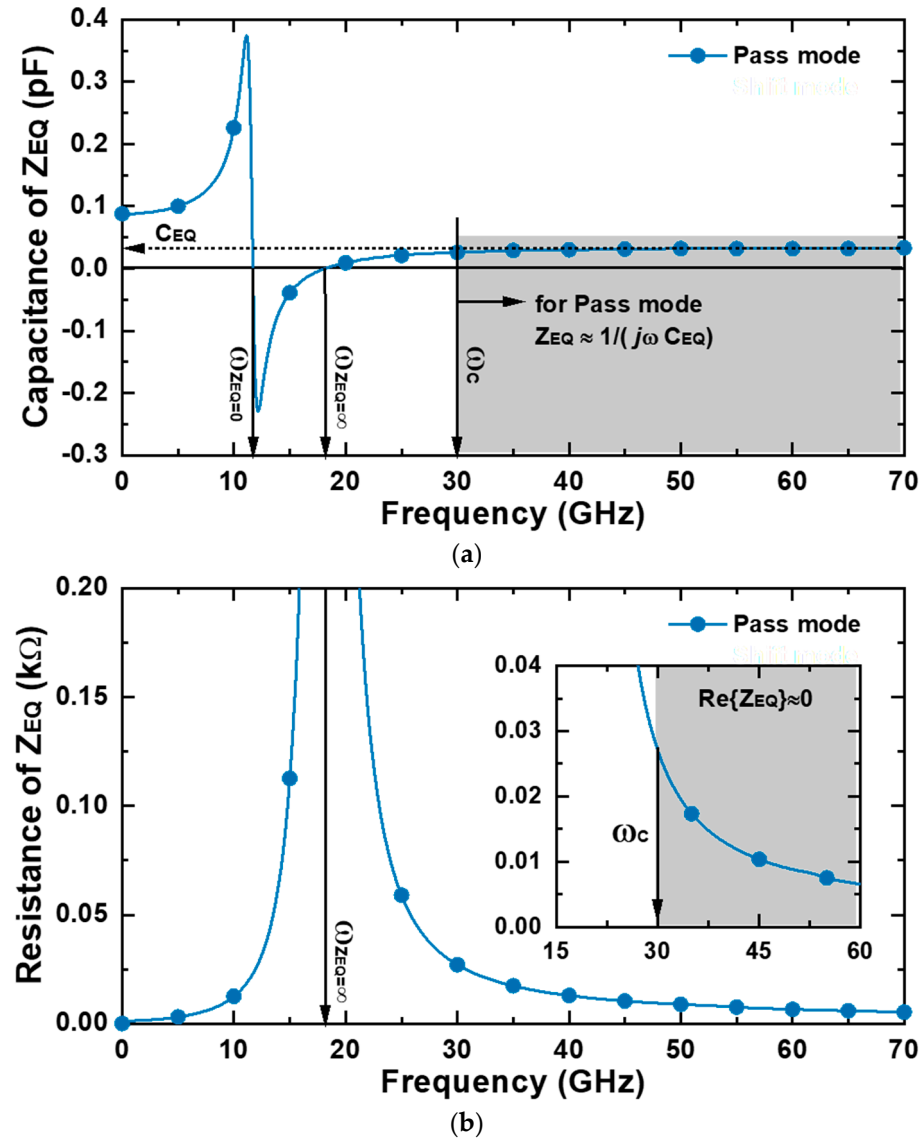 (a)
Capacitance of ZEQ (pF)
0.4
0.3
0.2
0.1
0.0
-0.1
-0.2
-0.3
Pass mode
Shift mode
CEQ
for Pass mode
ZEQ ≈ 1/( jω CEQ)
ωZEQ=0
ωZEQ=∞
ωC
0 10 20 30 40 50 60 70
Frequency (GHz)
(a)
Resistance of ZEQ (kΩ)
0.20
0.15
0.10
0.05
0.00
Pass mode
Shift mode
0.04
0.03
0.02
0.01
0.00
Re{ZEQ}≈0
ωC
15 30 45 60
ωZEQ=∞
0 10 20 30 40 50 60 70
Frequency (GHz)
(b)